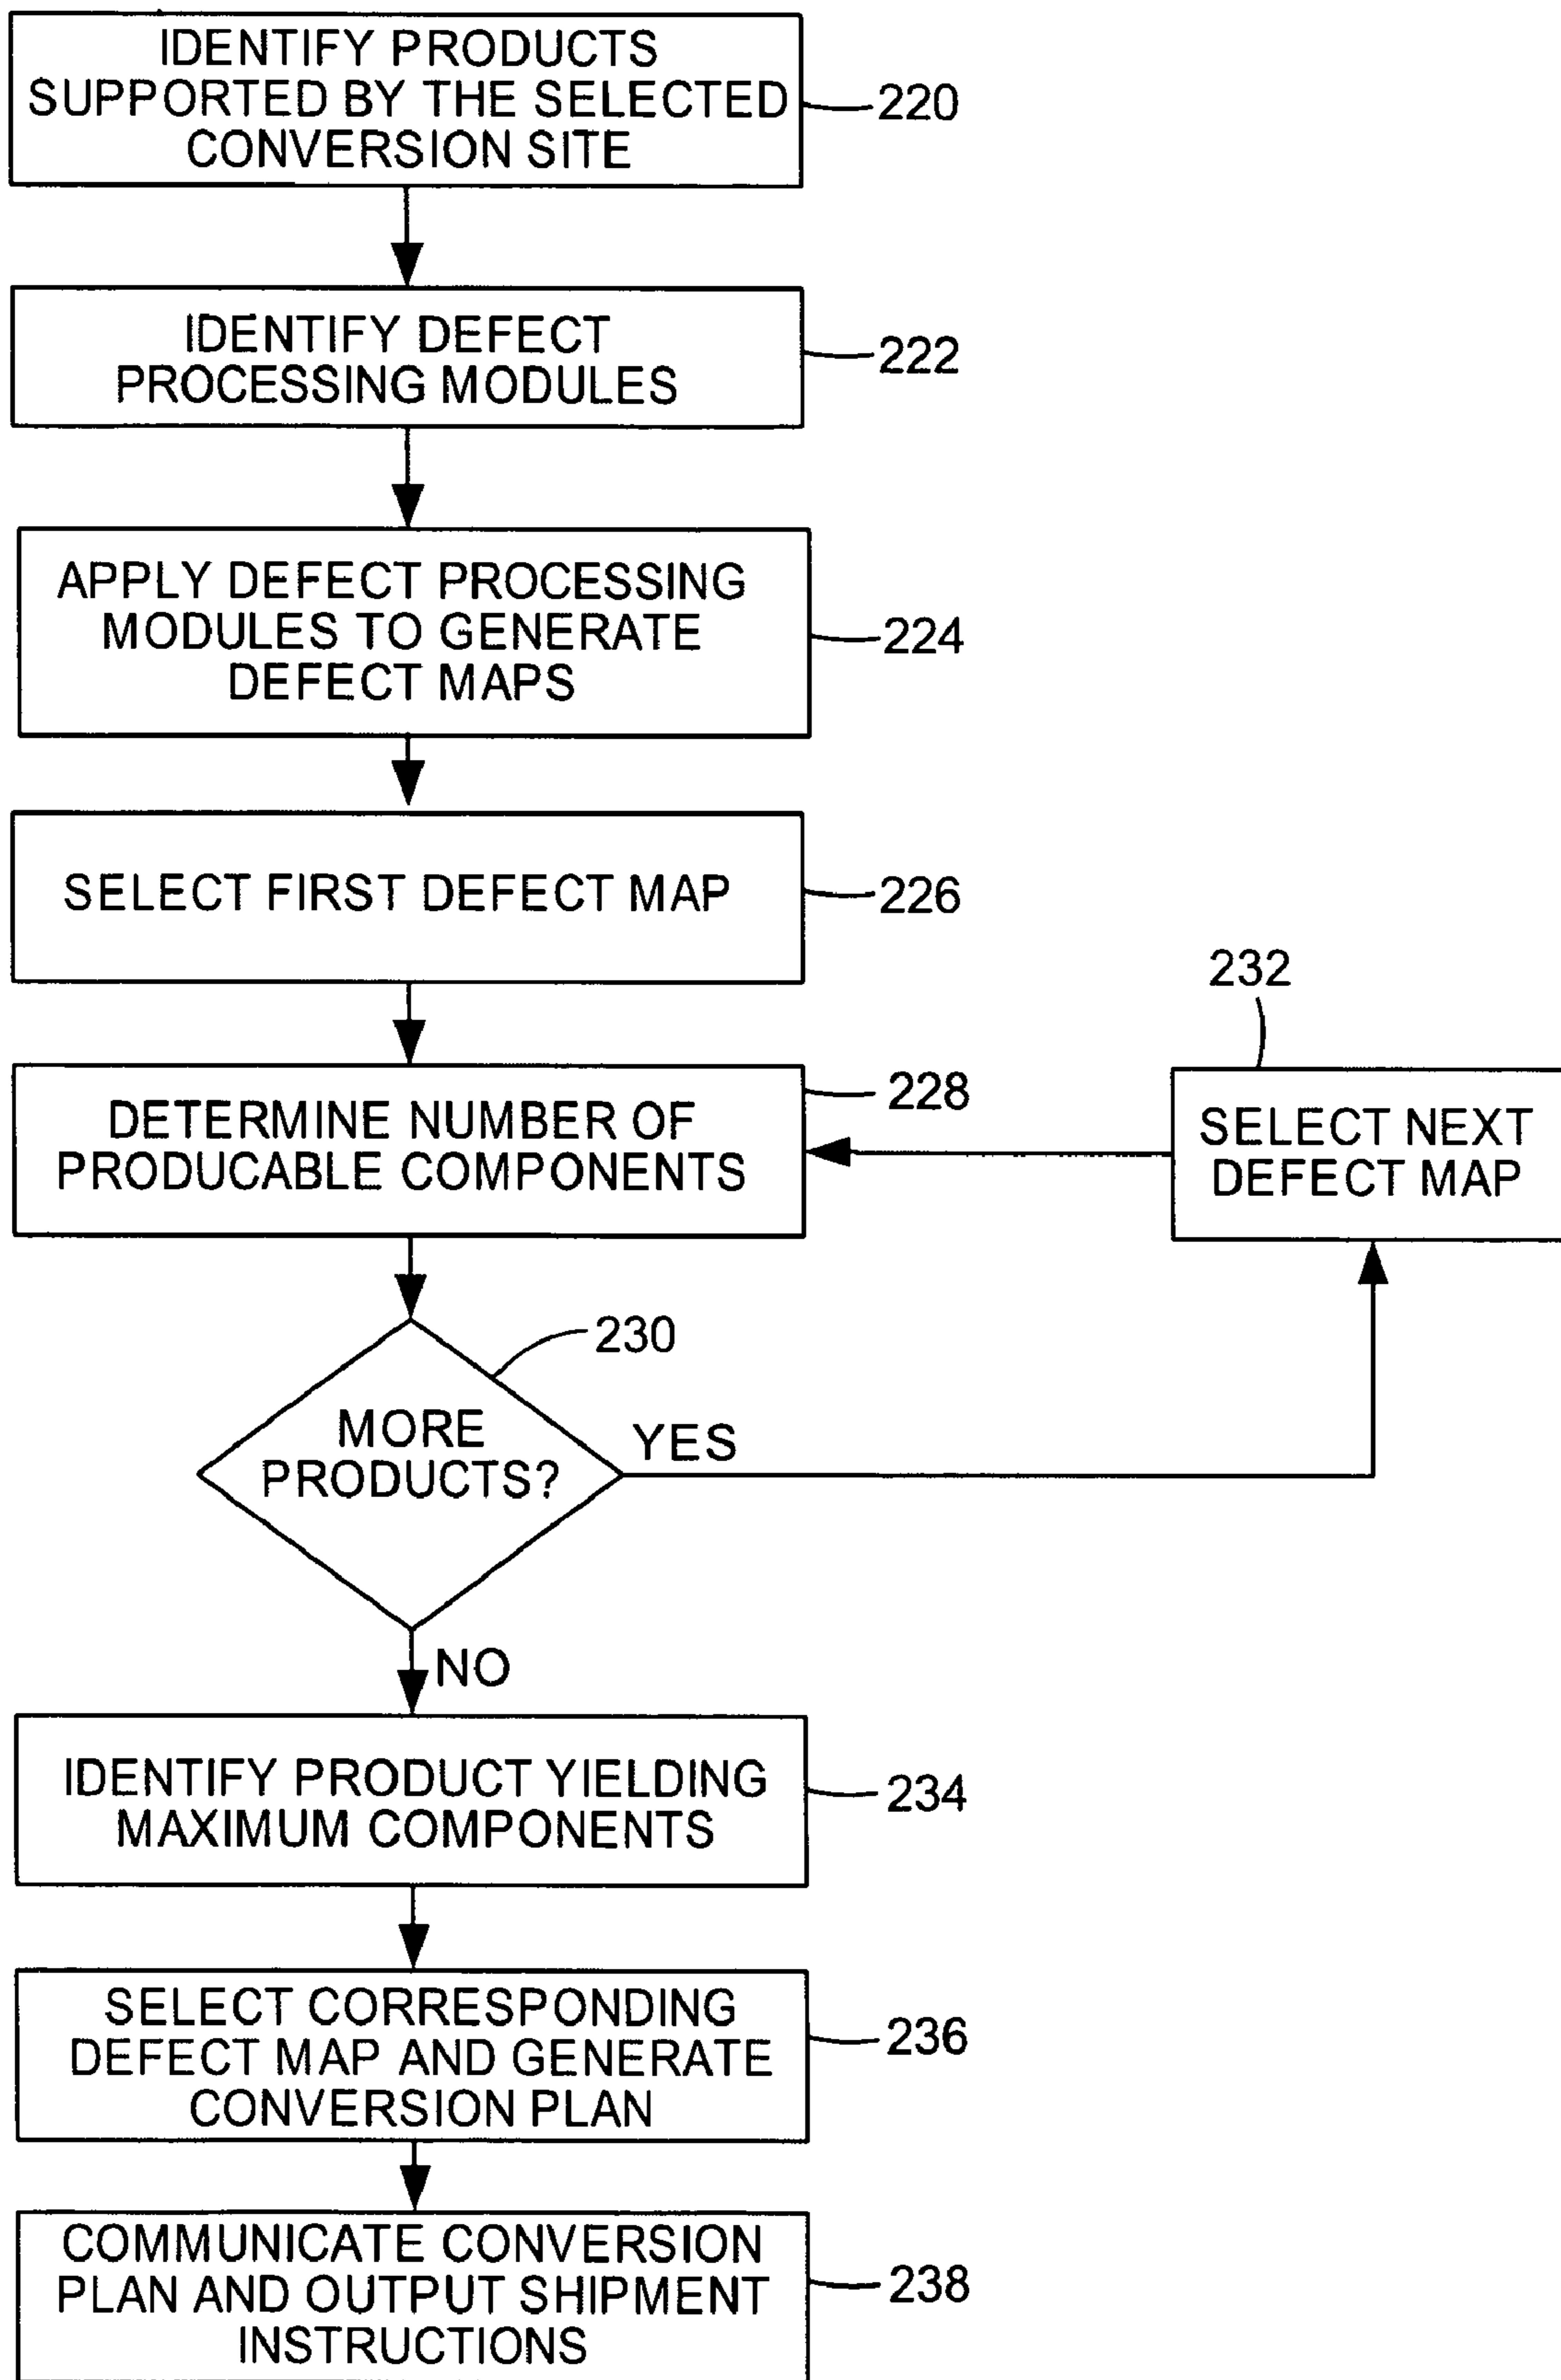 IDENTIFY PRODUCTS
SUPPORTED BY THE SELECTED
CONVERSION SITE
220
IDENTIFY DEFECT
PROCESSING MODULES
222
APPLY DEFECT PROCESSING
MODULES TO GENERATE
DEFECT MAPS
224
SELECT FIRST DEFECT MAP
226
232
DETERMINE NUMBER OF
PRODUCABLE COMPONENTS
228
SELECT NEXT
DEFECT MAP
230
MORE
PRODUCTS?
YES
NO
IDENTIFY PRODUCT YIELDING
MAXIMUM COMPONENTS
234
SELECT CORRESPONDING
DEFECT MAP AND GENERATE
CONVERSION PLAN
236
COMMUNICATE CONVERSION
PLAN AND OUTPUT SHIPMENT
INSTRUCTIONS
238